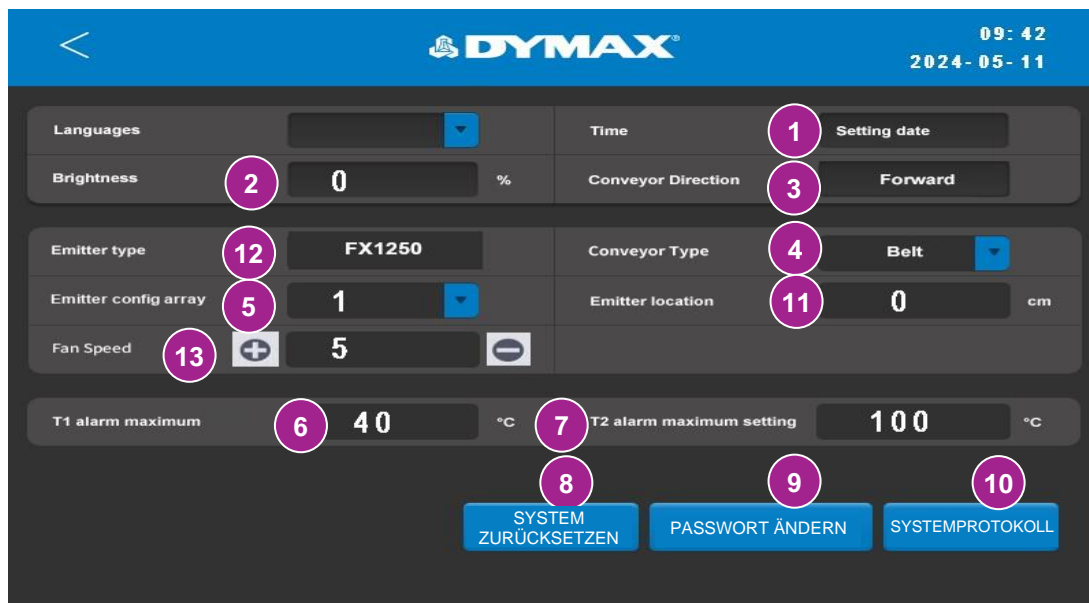 <
DYMAX®
09:42
2024-05-11
Languages
Time
1
Setting date
Brightness
2
0
%
Conveyor Direction
3
Forward
Emitter type
12
FX1250
Conveyor Type
4
Belt
Emitter config array
5
1
Emitter location
11
0
cm
Fan Speed
13
5
T1 alarm maximum
6
40
°C
7
T2 alarm maximum setting
100
°C
8
9
10
SYSTEM
ZURÜCKSETZEN
PASSWORT ÄNDERN
SYSTEMPROTOKOLL